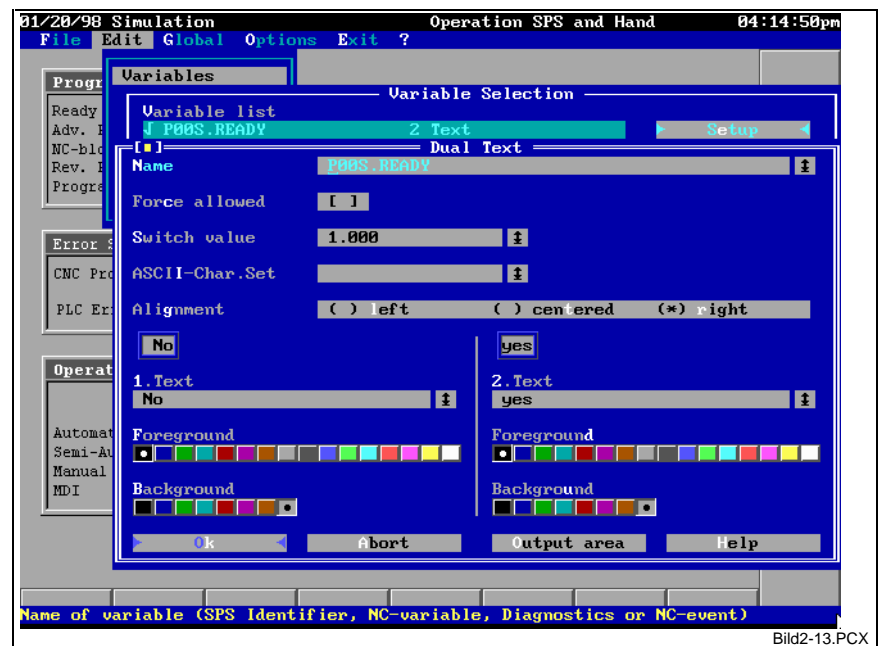 01/20/98 Simulation Operation SPS and Hand 04:14:50pm
File Edit Global Options Exit ?
Progr
Variables
Variable Selection
Ready
Variable list
Adv.
√ P00S.READY 2 Text Setup
NC-blo
Dual Text
Rev.
Name P00S.READY
Progra
Force allowed [ ]
Switch value 1.000
Error
CNC Pro
ASCII-Char.Set
PLC Er
Alignment ( ) left ( ) centered (*) right
No yes
Operat
1.Text 2.Text
No yes
Automat
Foreground Foreground
Semi-Au
Manual
MDI
Background Background
Ok Abort Output area Help
Name of variable (SPS Identifier, NC-variable, Diagnostics or NC-event)
Bild2-13.PCX